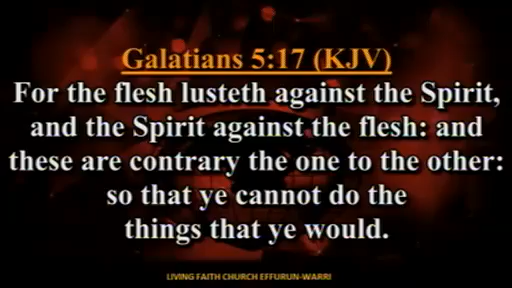 Galatians 5:17 (KJV)
For the flesh lusteth against the Spirit,
and the Spirit against the flesh: and
these are contrary the one to the other:
so that ye cannot do the
things that ye would.
LIVING FAITH CHURCH EFFURUN-WARRI